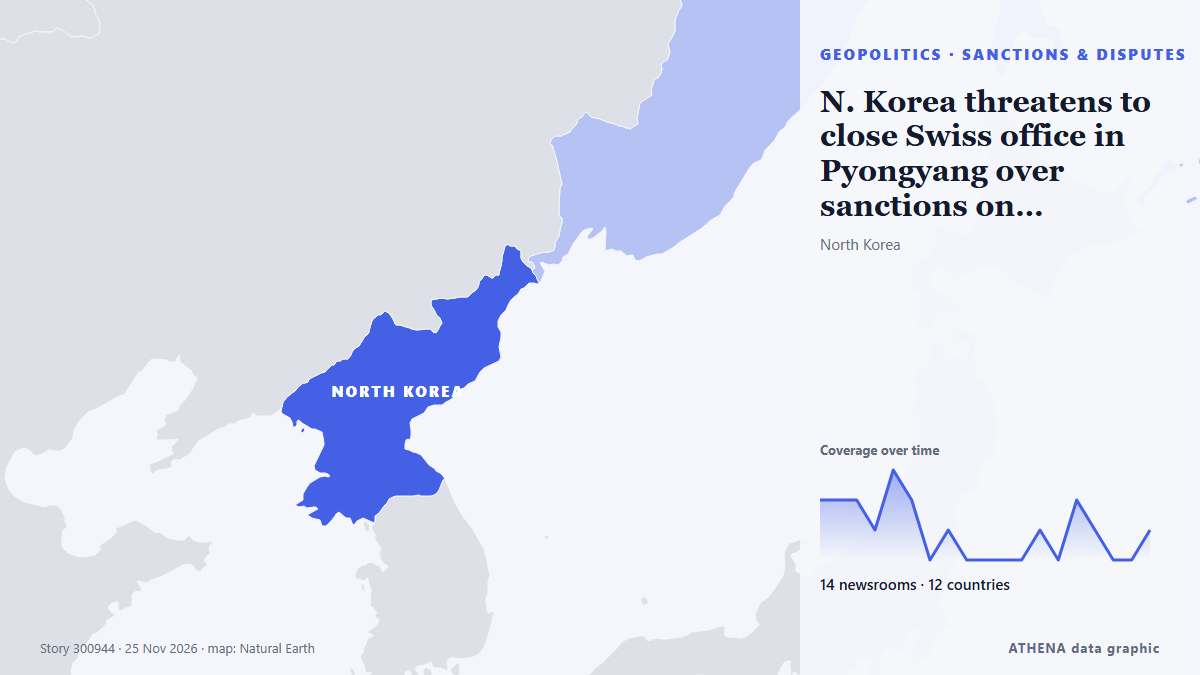 GEOPOLITICS · SANCTIONS & DISPUTES
N. Korea threatens to
close Swiss office in
Pyongyang over
sanctions on...
North Korea
NORTH KOREA
Coverage over time
14 newsrooms · 12 countries
Story 300944 · 25 Nov 2026 · map: Natural Earth
ATHENA data graphic